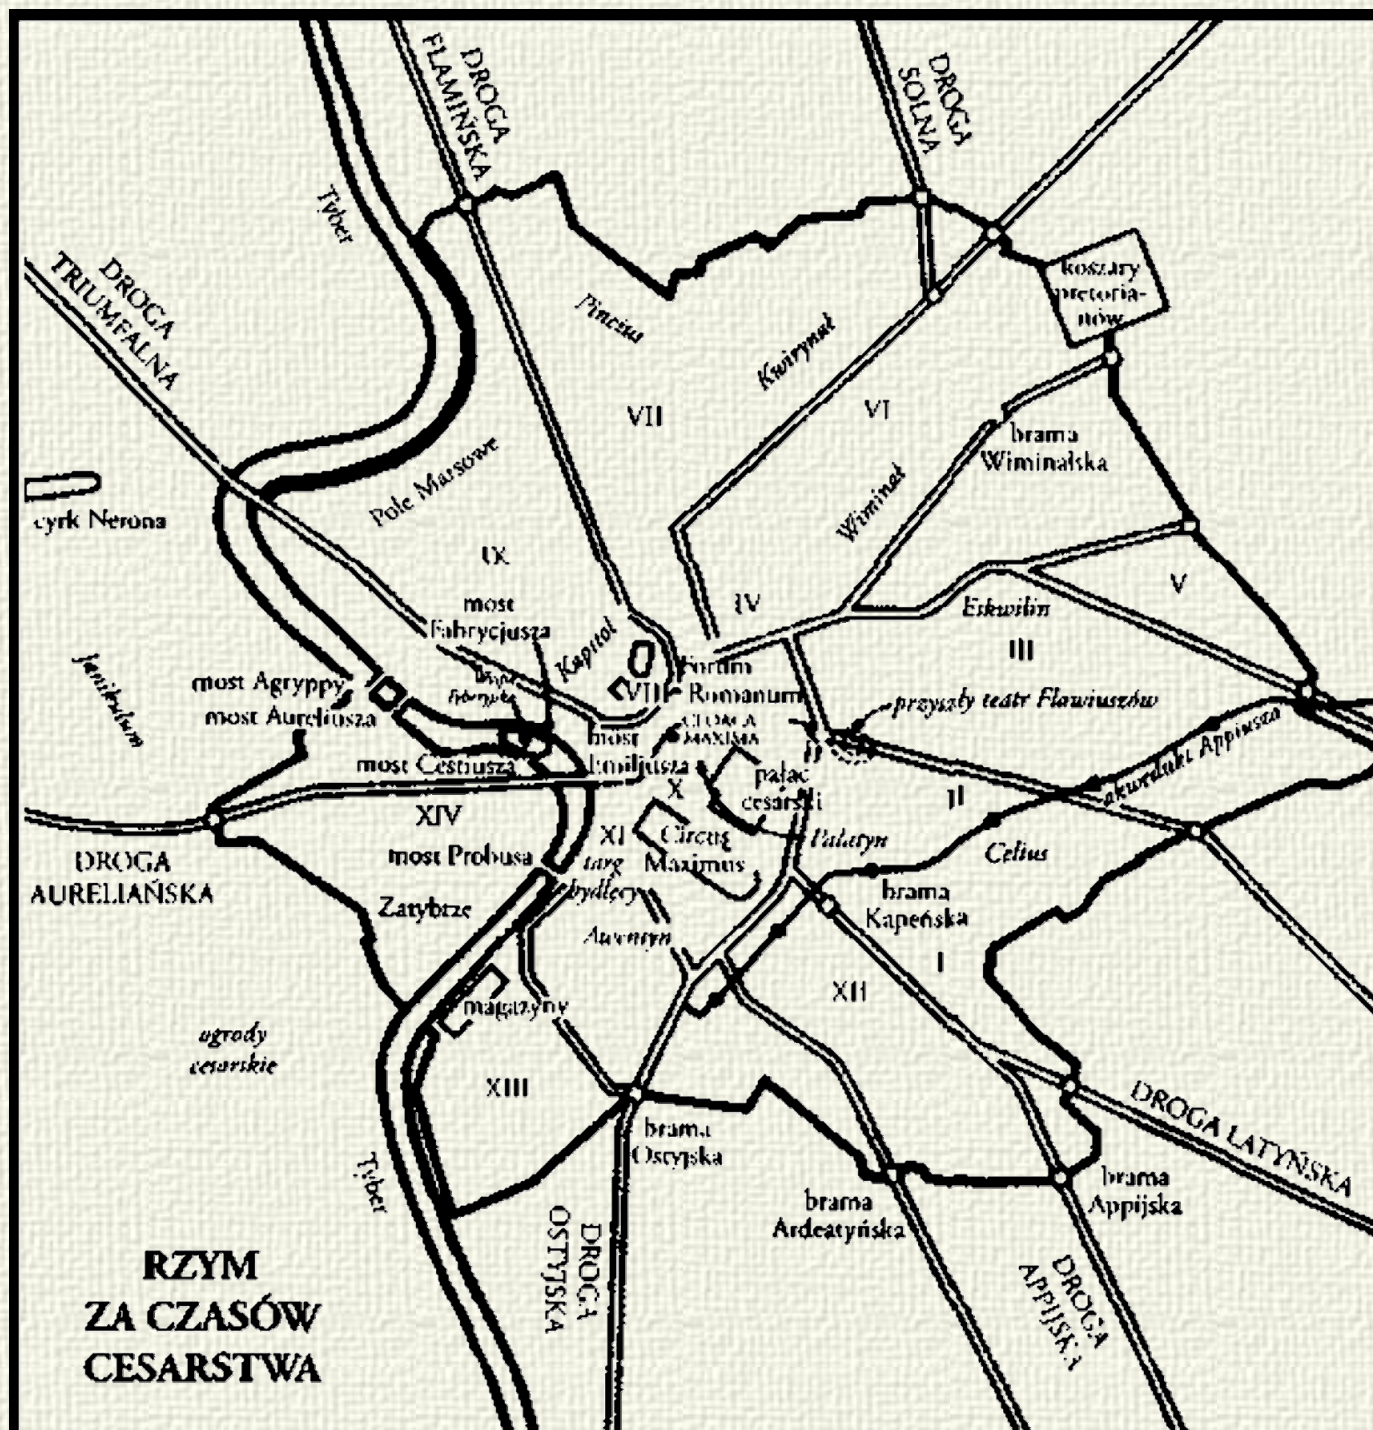 DROGA
FLAMIŃSKA
DROGA
SOLNA
Tyber
DROGA
TRIUMFALNA
koszary
pretoria-
nów
Pincius
Kwirynał
VII
VI
brama
Wiminalska
Pole Marsowe
Wiminał
cyrk Nerona
IX
V
most
Fabrycjusza
IV
Eskwilin
III
Kapitol
Janikulum
most Agryppy
most Aureliusza
VIII
Forum
Romanum
przyszły teatr Flawiuszów
CLOACA
MAXIMA
akwedukt Appiusza
most Cestiusza
most
Emiljusza
X
pałac
cesarski
II
XIV
XI
Circus
Maximus
Palatyn
Celius
DROGA
AURELIAŃSKA
most Probusa
targ
bydlęcy
brama
Kapeńska
Zatybrze
Awentyn
I
XII
magazyny
ogrody
cesarskie
XIII
DROGA ŁATYŃSKA
brama
Ostyjska
brama
Appijska
brama
Ardeatyńska
Tyber
DROGA
OSTYJSKA
DROGA
APPIJSKA
RZYM
ZA CZASÓW
CESARSTWA